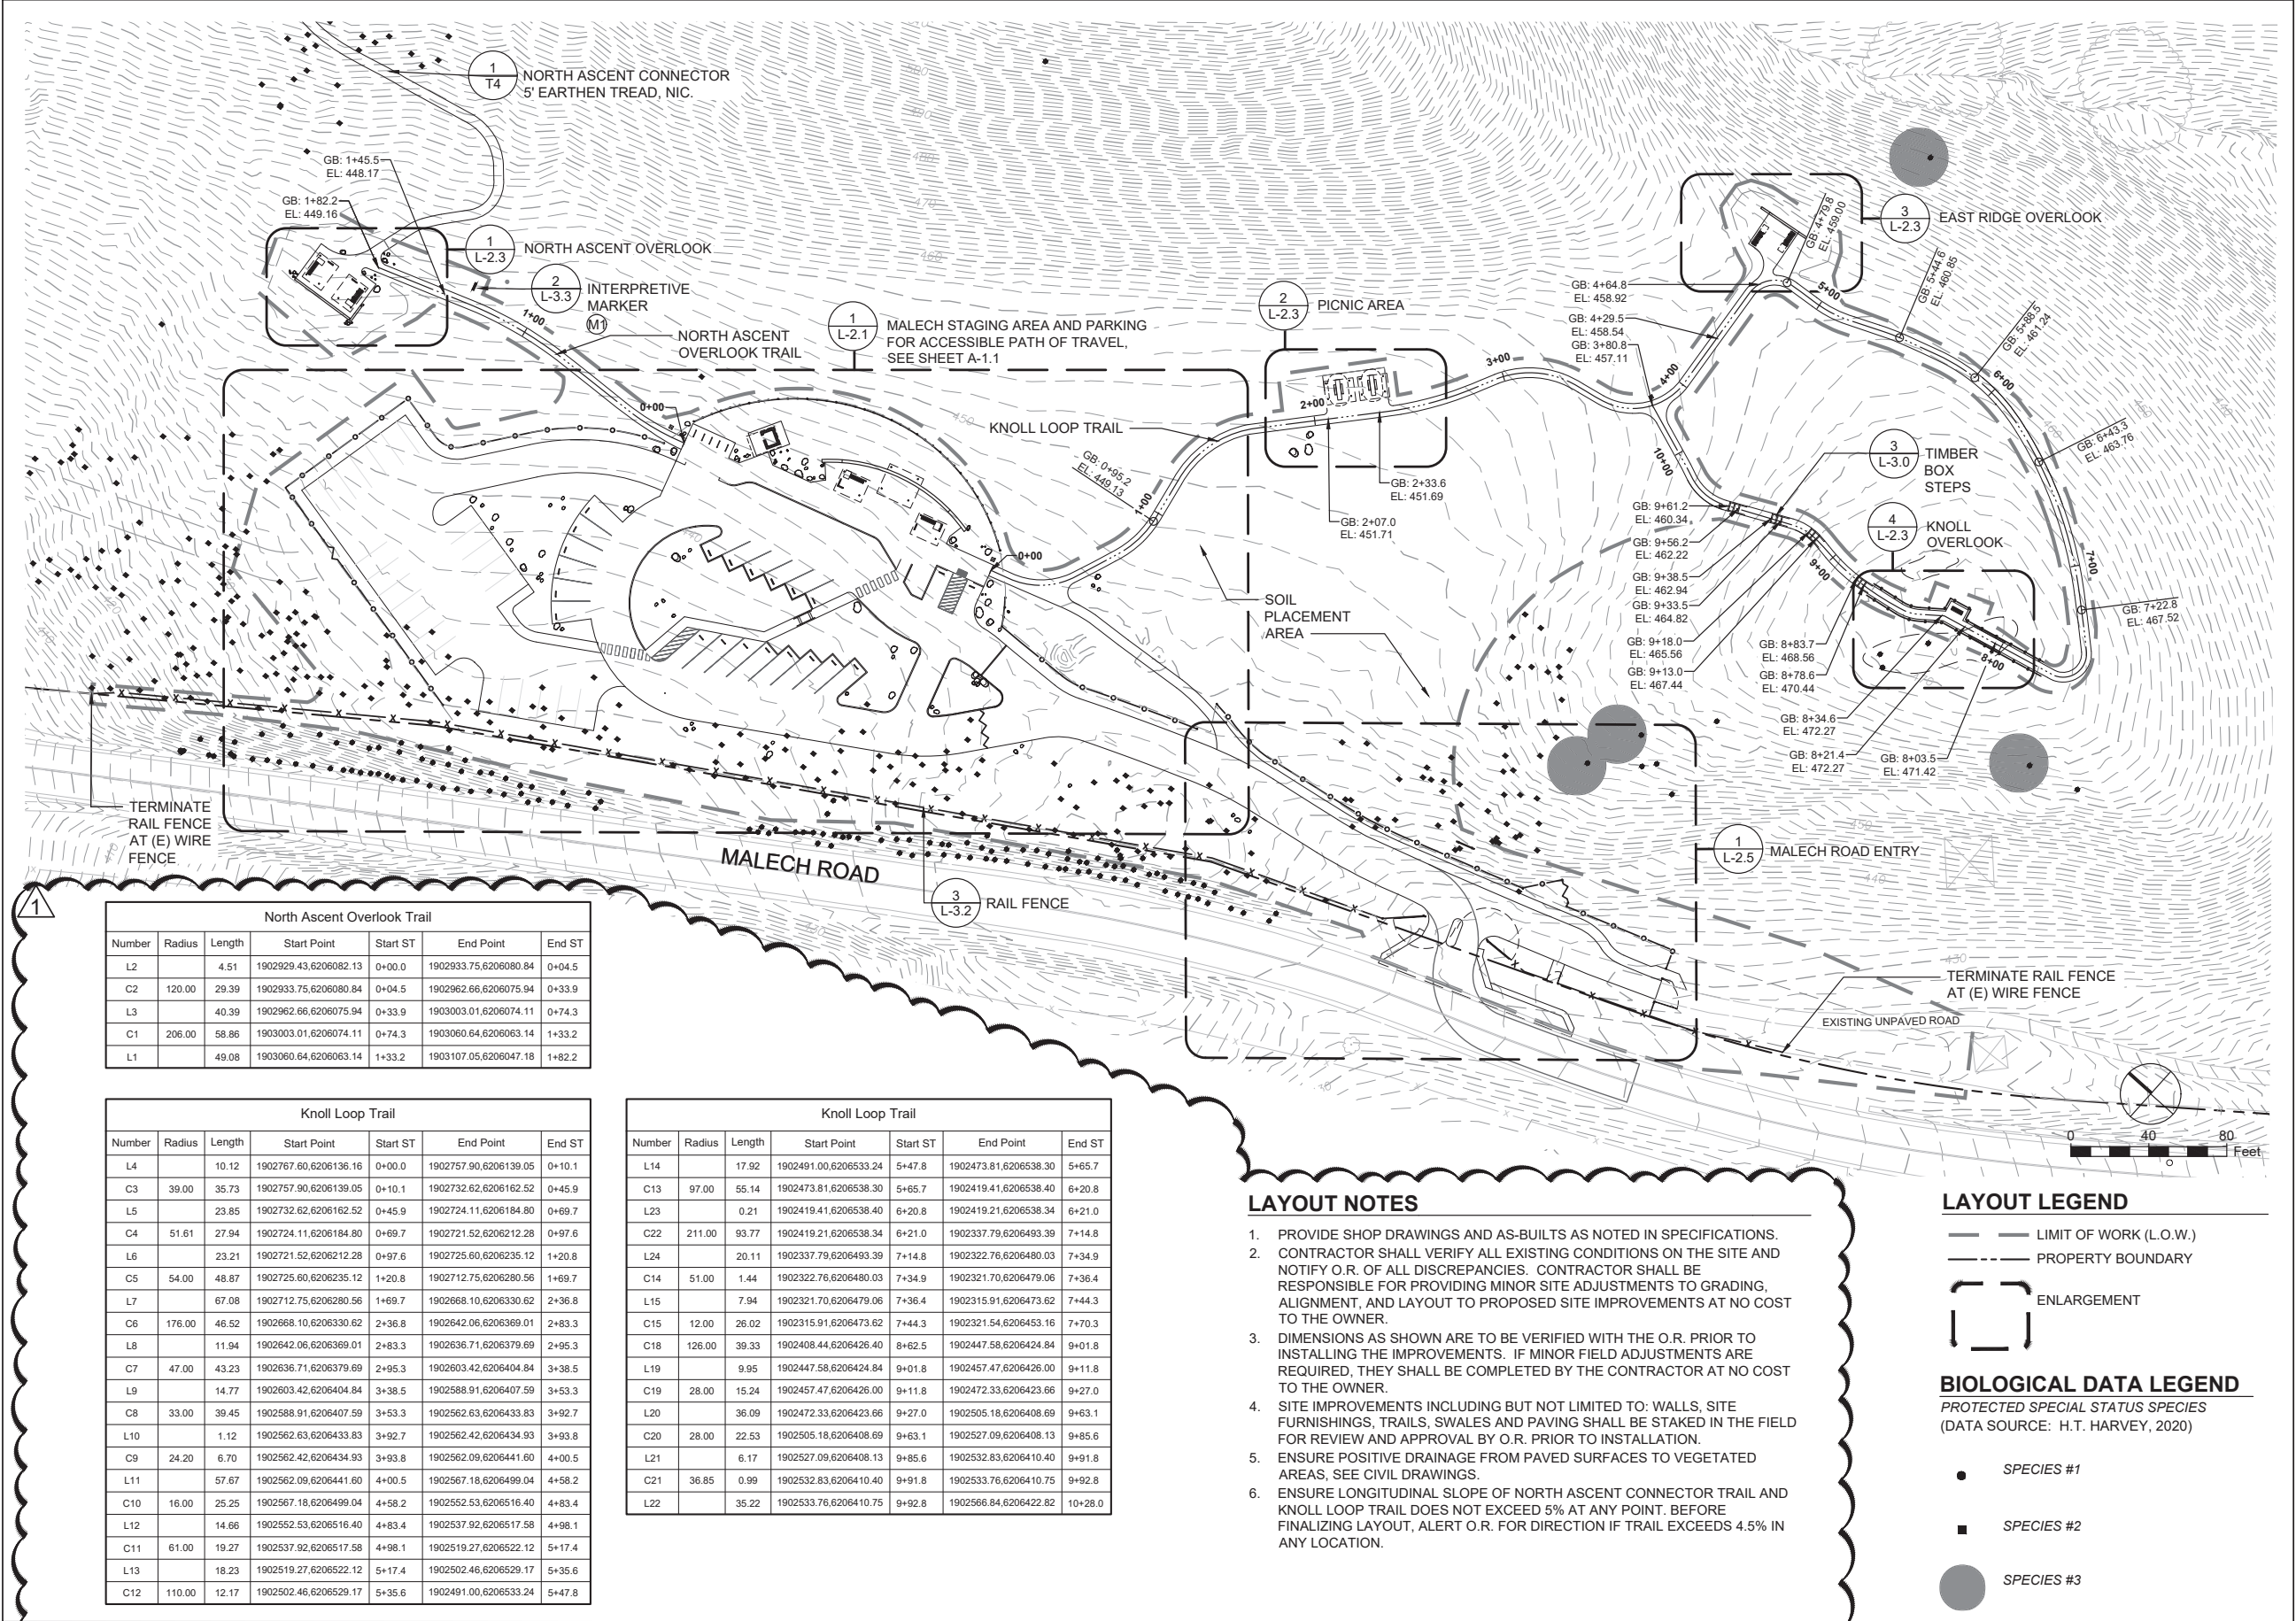 1
T4
NORTH ASCENT CONNECTOR
5' EARTHEN TREAD, NIC.
GB: 1+45.5
EL: 448.17
GB: 1+82.2
EL: 449.16
1
L-2.3
NORTH ASCENT OVERLOOK
2
L-3.3
INTERPRETIVE
MARKER
M1
1+00
NORTH ASCENT
OVERLOOK TRAIL
0+00
1
L-2.1
MALECH STAGING AREA AND PARKING
FOR ACCESSIBLE PATH OF TRAVEL,
SEE SHEET A-1.1
2
L-2.3
PICNIC AREA
KNOLL LOOP TRAIL
GB: 0+95.2
EL: 449.13
1+00
0+00
2+00
GB: 2+33.6
EL: 451.69
GB: 2+07.0
EL: 451.71
3+00
GB: 4+64.8
EL: 458.92
GB: 4+29.5
EL: 458.54
GB: 3+80.8
EL: 457.11
4+00
GB: 4+79.8
EL: 459.00
3
L-2.3
EAST RIDGE OVERLOOK
5+00
GB: 5+44.6
EL: 460.85
GB: 5+88.5
EL: 461.24
6+00
GB: 6+43.3
EL: 463.76
7+00
GB: 7+22.8
EL: 467.52
10+00
3
L-3.0
TIMBER
BOX
STEPS
4
L-2.3
KNOLL
OVERLOOK
GB: 9+61.2
EL: 460.34
GB: 9+56.2
EL: 462.22
GB: 9+38.5
EL: 462.94
GB: 9+33.5
EL: 464.82
GB: 9+18.0
EL: 465.56
GB: 9+13.0
EL: 467.44
9+00
GB: 8+83.7
EL: 468.56
GB: 8+78.6
EL: 470.44
8+00
GB: 8+34.6
EL: 472.27
GB: 8+21.4
EL: 472.27
GB: 8+03.5
EL: 471.42
SOIL
PLACEMENT
AREA
500
490
480
470
460
450
440
TERMINATE
RAIL FENCE
AT (E) WIRE
FENCE
MALECH ROAD
3
L-3.2
RAIL FENCE
1
L-2.5
MALECH ROAD ENTRY
450
440
430
TERMINATE RAIL FENCE
AT (E) WIRE FENCE
EXISTING UNPAVED ROAD
0 40 80
Feet
1
North Ascent Overlook Trail
Number Radius Length Start Point Start ST End Point End ST
L2 4.51 1902929.43,6206082.13 0+00.0 1902933.75,6206080.84 0+04.5
C2 120.00 29.39 1902933.75,6206080.84 0+04.5 1902962.66,6206075.94 0+33.9
L3 40.39 1902962.66,6206075.94 0+33.9 1903003.01,6206074.11 0+74.3
C1 206.00 58.86 1903003.01,6206074.11 0+74.3 1903060.64,6206063.14 1+33.2
L1 49.08 1903060.64,6206063.14 1+33.2 1903107.05,6206047.18 1+82.2
Knoll Loop Trail
Number Radius Length Start Point Start ST End Point End ST
L4 10.12 1902767.60,6206136.16 0+00.0 1902757.90,6206139.05 0+10.1
C3 39.00 35.73 1902757.90,6206139.05 0+10.1 1902732.62,6206162.52 0+45.9
L5 23.85 1902732.62,6206162.52 0+45.9 1902724.11,6206184.80 0+69.7
C4 51.61 27.94 1902724.11,6206184.80 0+69.7 1902721.52,6206212.28 0+97.6
L6 23.21 1902721.52,6206212.28 0+97.6 1902725.60,6206235.12 1+20.8
C5 54.00 48.87 1902725.60,6206235.12 1+20.8 1902712.75,6206280.56 1+69.7
L7 67.08 1902712.75,6206280.56 1+69.7 1902668.10,6206330.62 2+36.8
C6 176.00 46.52 1902668.10,6206330.62 2+36.8 1902642.06,6206369.01 2+83.3
L8 11.94 1902642.06,6206369.01 2+83.3 1902636.71,6206379.69 2+95.3
C7 47.00 43.23 1902636.71,6206379.69 2+95.3 1902603.42,6206404.84 3+38.5
L9 14.77 1902603.42,6206404.84 3+38.5 1902588.91,6206407.59 3+53.3
C8 33.00 39.45 1902588.91,6206407.59 3+53.3 1902562.63,6206433.83 3+92.7
L10 1.12 1902562.63,6206433.83 3+92.7 1902562.42,6206434.93 3+93.8
C9 24.20 6.70 1902562.42,6206434.93 3+93.8 1902562.09,6206441.60 4+00.5
L11 57.67 1902562.09,6206441.60 4+00.5 1902567.18,6206499.04 4+58.2
C10 16.00 25.25 1902567.18,6206499.04 4+58.2 1902552.53,6206516.40 4+83.4
L12 14.66 1902552.53,6206516.40 4+83.4 1902537.92,6206517.58 4+98.1
C11 61.00 19.27 1902537.92,6206517.58 4+98.1 1902519.27,6206522.12 5+17.4
L13 18.23 1902519.27,6206522.12 5+17.4 1902502.46,6206529.17 5+35.6
C12 110.00 12.17 1902502.46,6206529.17 5+35.6 1902491.00,6206533.24 5+47.8
Knoll Loop Trail
Number Radius Length Start Point Start ST End Point End ST
L14 17.92 1902491.00,6206533.24 5+47.8 1902473.81,6206538.30 5+65.7
C13 97.00 55.14 1902473.81,6206538.30 5+65.7 1902419.41,6206538.40 6+20.8
L23 0.21 1902419.41,6206538.40 6+20.8 1902419.21,6206538.34 6+21.0
C22 211.00 93.77 1902419.21,6206538.34 6+21.0 1902337.79,6206493.39 7+14.8
L24 20.11 1902337.79,6206493.39 7+14.8 1902322.76,6206480.03 7+34.9
C14 51.00 1.44 1902322.76,6206480.03 7+34.9 1902321.70,6206479.06 7+36.4
L15 7.94 1902321.70,6206479.06 7+36.4 1902315.91,6206473.62 7+44.3
C15 12.00 26.02 1902315.91,6206473.62 7+44.3 1902321.54,6206453.16 7+70.3
C18 126.00 39.33 1902408.44,6206426.40 8+62.5 1902447.58,6206424.84 9+01.8
L19 9.95 1902447.58,6206424.84 9+01.8 1902457.47,6206426.00 9+11.8
C19 28.00 15.24 1902457.47,6206426.00 9+11.8 1902472.33,6206423.66 9+27.0
L20 36.09 1902472.33,6206423.66 9+27.0 1902505.18,6206408.69 9+63.1
C20 28.00 22.53 1902505.18,6206408.69 9+63.1 1902527.09,6206408.13 9+85.6
L21 6.17 1902527.09,6206408.13 9+85.6 1902532.83,6206410.40 9+91.8
C21 36.85 0.99 1902532.83,6206410.40 9+91.8 1902533.76,6206410.75 9+92.8
L22 35.22 1902533.76,6206410.75 9+92.8 1902566.84,6206422.82 10+28.0
LAYOUT NOTES
1. PROVIDE SHOP DRAWINGS AND AS-BUILTS AS NOTED IN SPECIFICATIONS.
2. CONTRACTOR SHALL VERIFY ALL EXISTING CONDITIONS ON THE SITE AND
NOTIFY O.R. OF ALL DISCREPANCIES. CONTRACTOR SHALL BE
RESPONSIBLE FOR PROVIDING MINOR SITE ADJUSTMENTS TO GRADING,
ALIGNMENT, AND LAYOUT TO PROPOSED SITE IMPROVEMENTS AT NO COST
TO THE OWNER.
3. DIMENSIONS AS SHOWN ARE TO BE VERIFIED WITH THE O.R. PRIOR TO
INSTALLING THE IMPROVEMENTS. IF MINOR FIELD ADJUSTMENTS ARE
REQUIRED, THEY SHALL BE COMPLETED BY THE CONTRACTOR AT NO COST
TO THE OWNER.
4. SITE IMPROVEMENTS INCLUDING BUT NOT LIMITED TO: WALLS, SITE
FURNISHINGS, TRAILS, SWALES AND PAVING SHALL BE STAKED IN THE FIELD
FOR REVIEW AND APPROVAL BY O.R. PRIOR TO INSTALLATION.
5. ENSURE POSITIVE DRAINAGE FROM PAVED SURFACES TO VEGETATED
AREAS, SEE CIVIL DRAWINGS.
6. ENSURE LONGITUDINAL SLOPE OF NORTH ASCENT CONNECTOR TRAIL AND
KNOLL LOOP TRAIL DOES NOT EXCEED 5% AT ANY POINT. BEFORE
FINALIZING LAYOUT, ALERT O.R. FOR DIRECTION IF TRAIL EXCEEDS 4.5% IN
ANY LOCATION.
LAYOUT LEGEND
LIMIT OF WORK (L.O.W.)
PROPERTY BOUNDARY
ENLARGEMENT
BIOLOGICAL DATA LEGEND
PROTECTED SPECIAL STATUS SPECIES
(DATA SOURCE: H.T. HARVEY, 2020)
SPECIES #1
SPECIES #2
SPECIES #3